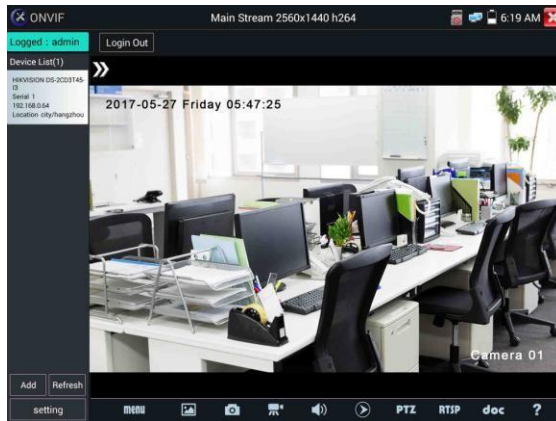 ONVIF
Main Stream 2560x1440 h264
6:19 AM
Logged : admin
Login Out
Device List(1)
HIKVISION DS-2CD3T45-
I3
Serial 1
192.168.0.64
Location city/hangzhou
2017-05-27 Friday 05:47:25
Camera 01
Add
Refresh
setting
menu
PTZ
RTSP
doc
?